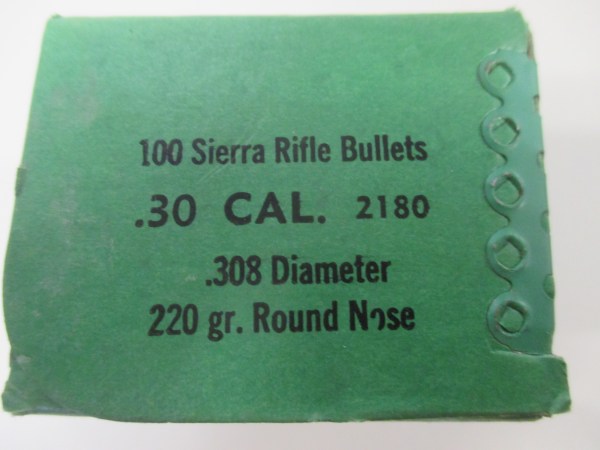 100 Sierra Rifle Bullets
.30 CAL. 2180
.308 Diameter
220 gr. Round Nose